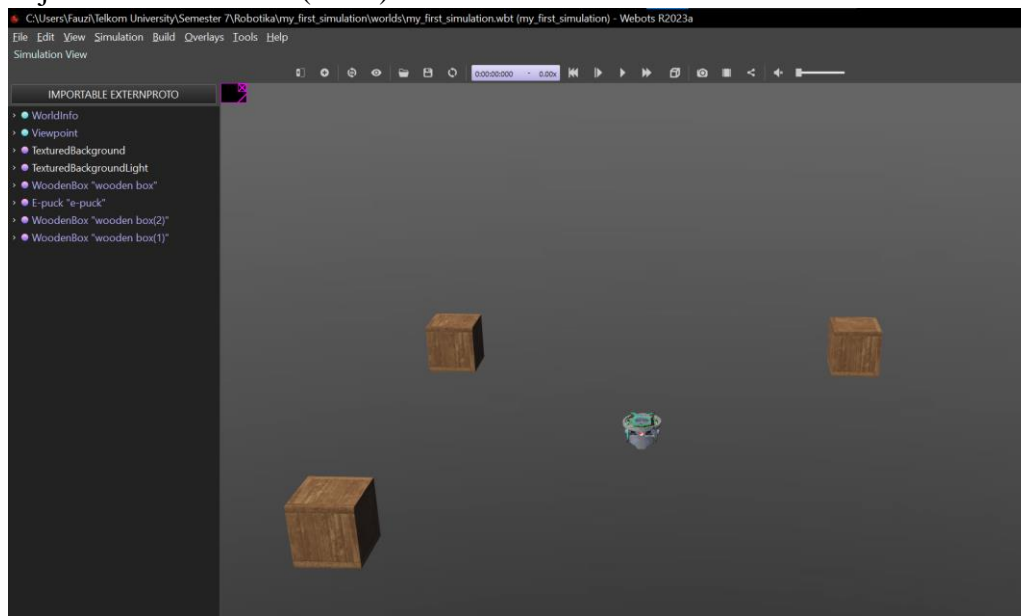 C:\Users\Fauzi\Telkom University\Semester 7\Robotika\my_first_simulation\worlds\my_first_simulation.wbt (my_first_simulation) - Webots R2023a
File Edit View Simulation Build Overlays Tools Help
Simulation View
0:00:00:000 - 0.00x
IMPORTABLE EXTERNPROTO
WorldInfo
Viewpoint
TexturedBackground
TexturedBackgroundLight
WoodenBox "wooden box"
E-puck "e-puck"
WoodenBox "wooden box(2)"
WoodenBox "wooden box(1)"